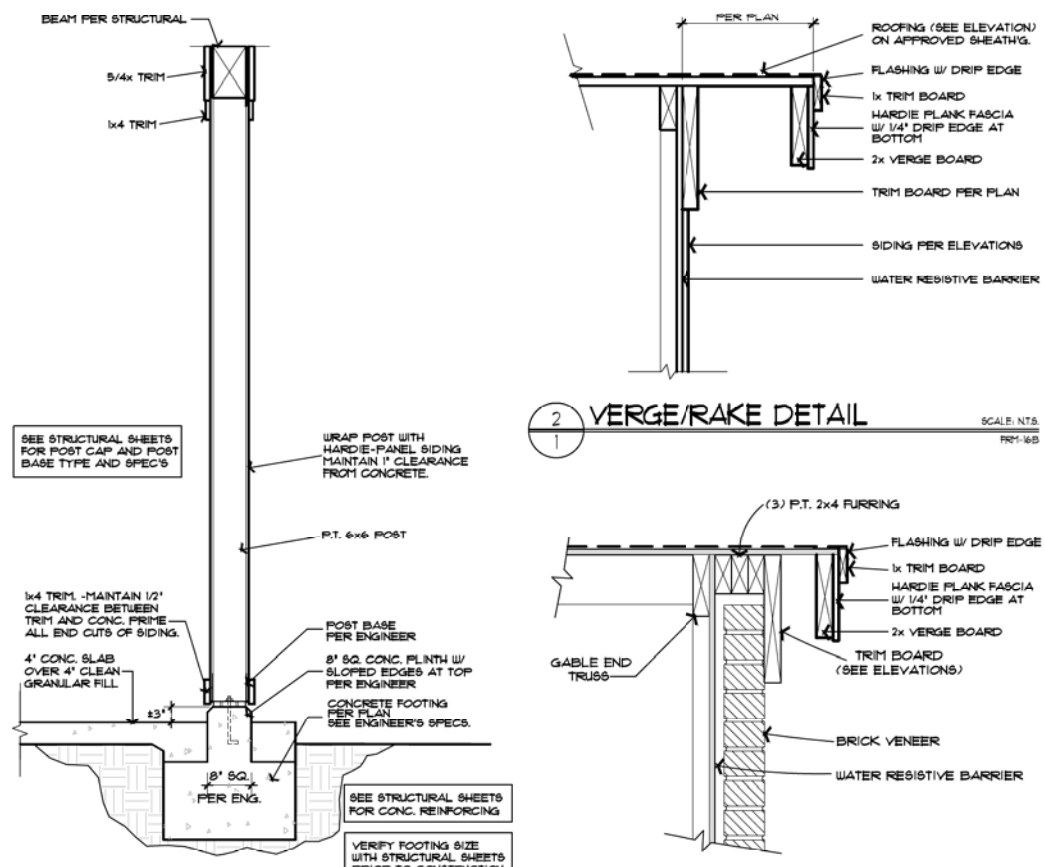 BEAM PER STRUCTURAL
5/4x TRIM
1x4 TRIM
SEE STRUCTURAL SHEETS
FOR POST CAP AND POST
BASE TYPE AND SPEC'S
WRAP POST WITH
HARDIE-PANEL SIDING
MAINTAIN 1" CLEARANCE
FROM CONCRETE.
P.T. 6x6 POST
1x4 TRIM. -MAINTAIN 1/2"
CLEARANCE BETWEEN
TRIM AND CONC. PRIME
ALL END CUTS OF SIDING.
4" CONC. SLAB
OVER 4" CLEAN
GRANULAR FILL
±3"
POST BASE
PER ENGINEER
8" SQ. CONC. PLINTH W/
SLOPED EDGES AT TOP
PER ENGINEER
CONCRETE FOOTING
PER PLAN
SEE ENGINEER'S SPECS.
8" SQ.
PER ENG.
SEE STRUCTURAL SHEETS
FOR CONC. REINFORCING
VERIFY FOOTING SIZE
WITH STRUCTURAL SHEETS
PRIOR TO CONSTRUCTION
PER PLAN
ROOFING (SEE ELEVATION)
ON APPROVED SHEATH'G.
FLASHING W/ DRIP EDGE
1x TRIM BOARD
HARDIE PLANK FASCIA
W/ 1/4" DRIP EDGE AT
BOTTOM
2x VERGE BOARD
TRIM BOARD PER PLAN
SIDING PER ELEVATIONS
WATER RESISTIVE BARRIER
2
1
VERGE/RAKE DETAIL
SCALE: N.T.S.
FRM-16B
(3) P.T. 2x4 FURRING
FLASHING W/ DRIP EDGE
1x TRIM BOARD
HARDIE PLANK FASCIA
W/ 1/4" DRIP EDGE AT
BOTTOM
2x VERGE BOARD
TRIM BOARD
(SEE ELEVATIONS)
GABLE END
TRUSS
BRICK VENEER
WATER RESISTIVE BARRIER